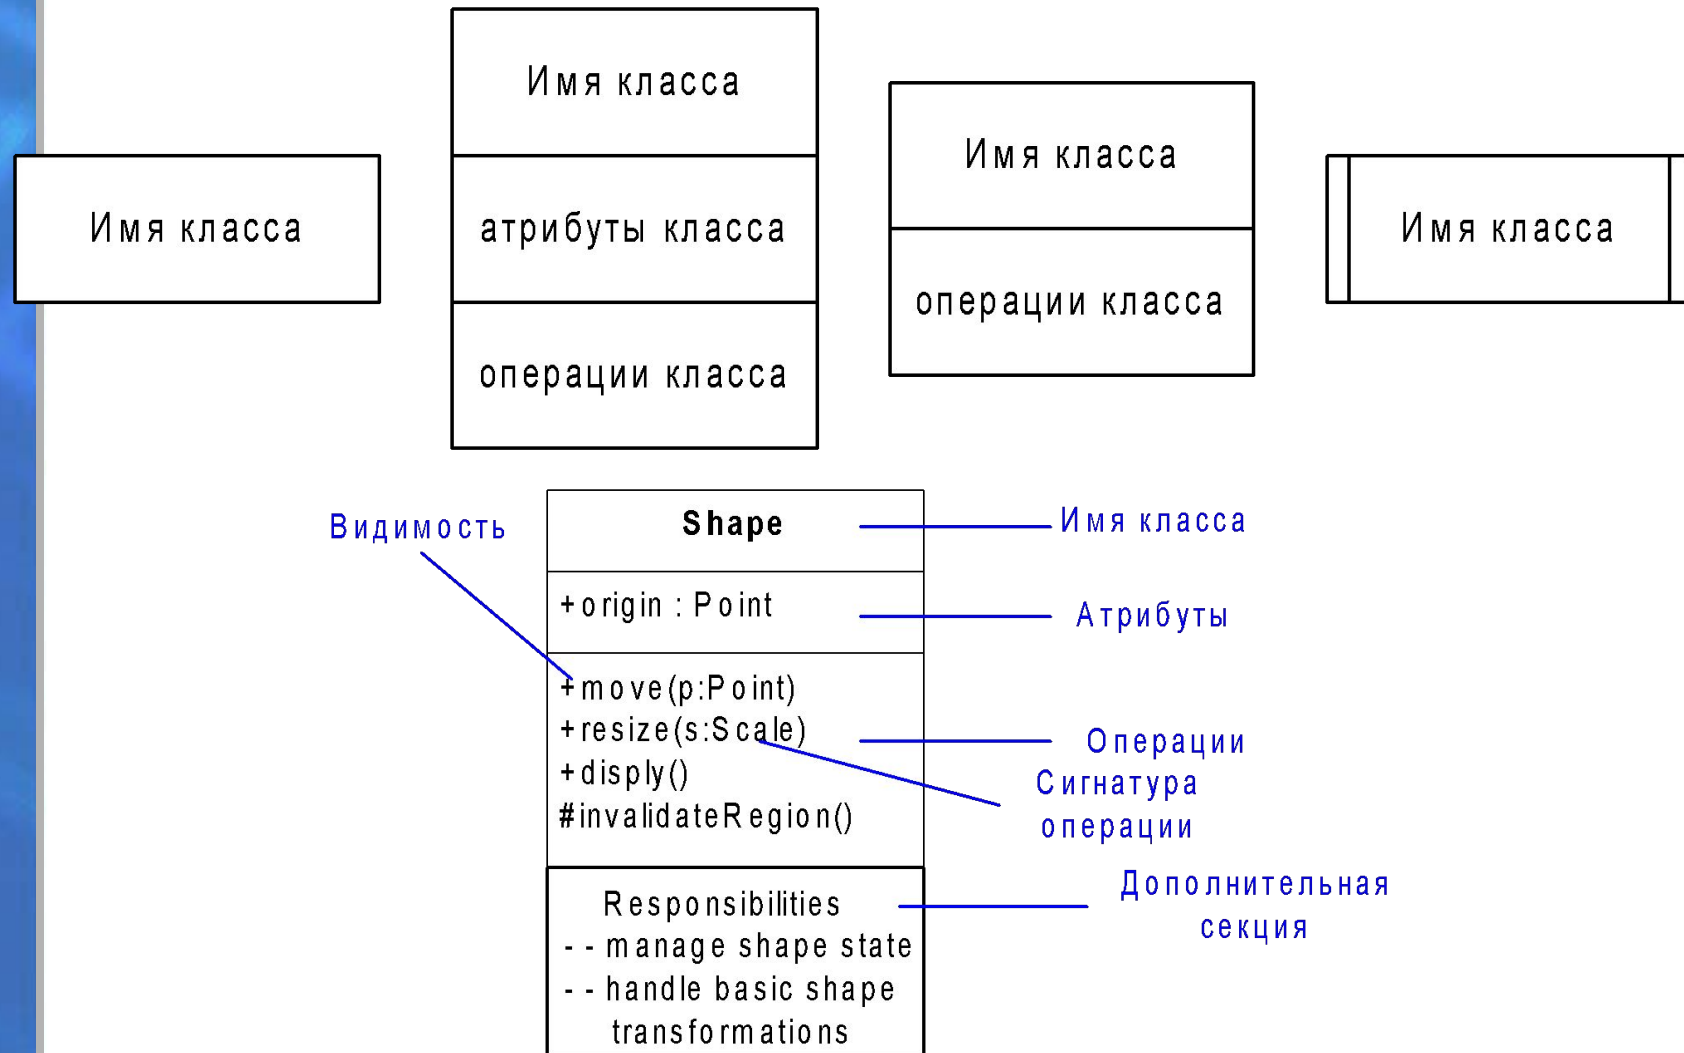 Имя класса
Имя класса
атрибуты класса
операции класса
Имя класса
операции класса
Имя класса
Видимость
Shape
Имя класса
+origin : Point
Атрибуты
+move(p:Point)
+resize(s:Scale)
+disply()
#invalidateRegion()
Операции
Сигнатура
операции
Responsibilities
-- manage shape state
-- handle basic shape
transformations
Дополнительная
секция